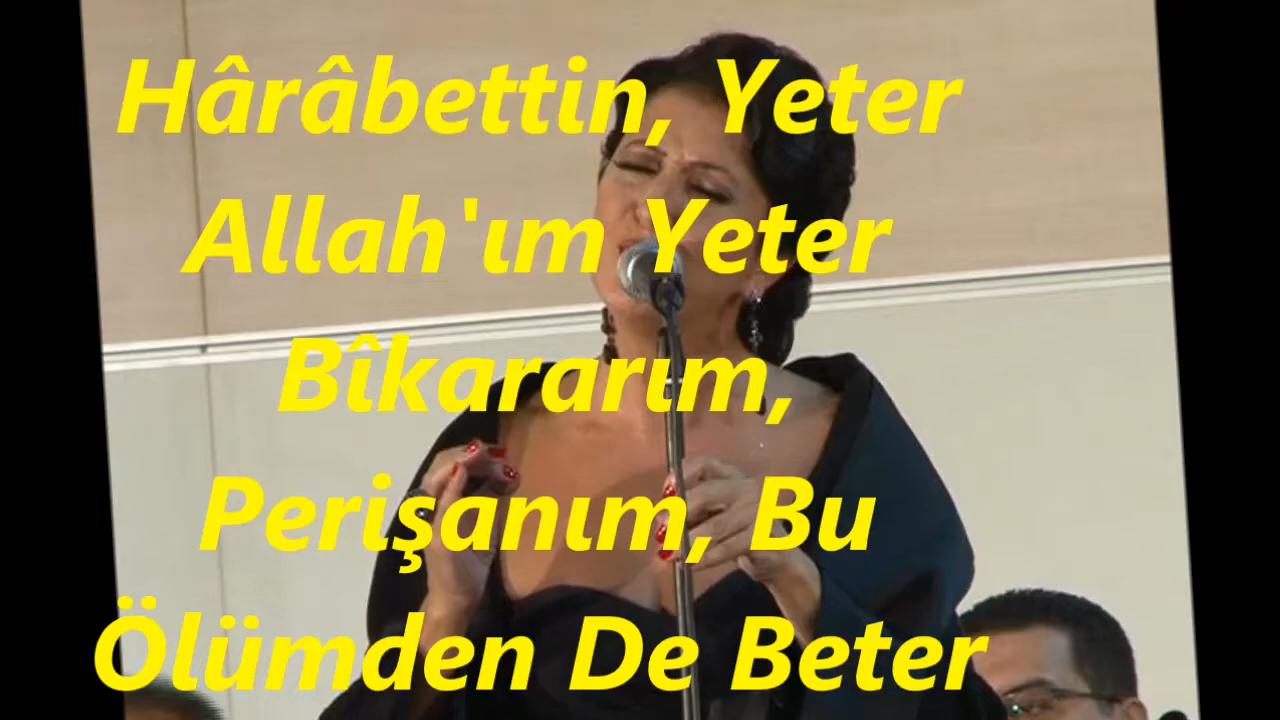 Hârâbettin, Yeter
Allah'ım Yeter
Bîkararım,
Perişanım, Bu
Ölümden De Beter